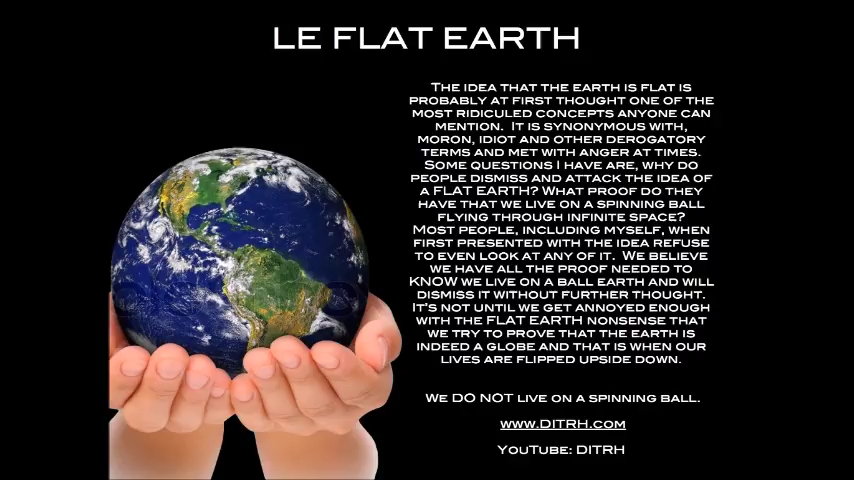 LE FLAT EARTH
THE IDEA THAT THE EARTH IS FLAT IS
PROBABLY AT FIRST THOUGHT ONE OF THE
MOST RIDICULED CONCEPTS ANYONE CAN
MENTION. IT IS SYNONYMOUS WITH,
MORON, IDIOT AND OTHER DEROGATORY
TERMS AND MET WITH ANGER AT TIMES.
SOME QUESTIONS I HAVE ARE, WHY DO
PEOPLE DISMISS AND ATTACK THE IDEA OF
A FLAT EARTH? WHAT PROOF DO THEY
HAVE THAT WE LIVE ON A SPINNING BALL
FLYING THROUGH INFINITE SPACE?
MOST PEOPLE, INCLUDING MYSELF, WHEN
FIRST PRESENTED WITH THE IDEA REFUSE
TO EVEN LOOK AT ANY OF IT. WE BELIEVE
WE HAVE ALL THE PROOF NEEDED TO
KNOW WE LIVE ON A BALL EARTH AND WILL
DISMISS IT WITHOUT FURTHER THOUGHT.
IT'S NOT UNTIL WE GET ANNOYED ENOUGH
WITH THE FLAT EARTH NONSENSE THAT
WE TRY TO PROVE THAT THE EARTH IS
INDEED A GLOBE AND THAT IS WHEN OUR
LIVES ARE FLIPPED UPSIDE DOWN.
WE DO NOT LIVE ON A SPINNING BALL.
WWW.DITRH.COM
YOUTUBE: DITRH